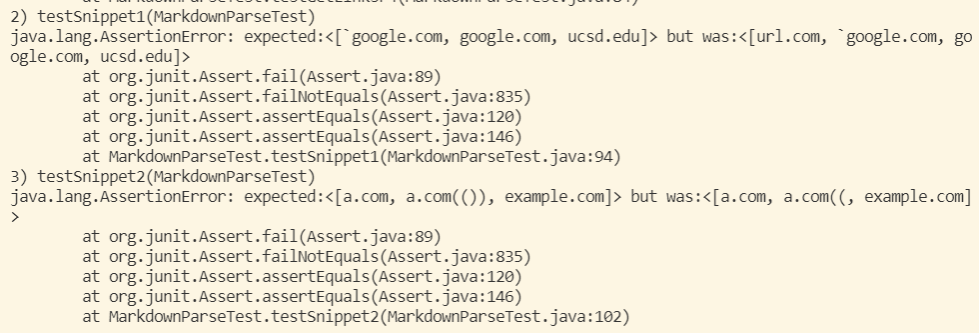 2) testSnippet1(MarkdownParseTest)
java.lang.AssertionError: expected:<[`google.com, google.com, ucsd.edu]> but was:<[url.com, `google.com, go
ogle.com, ucsd.edu]>
        at org.junit.Assert.fail(Assert.java:89)
        at org.junit.Assert.failNotEquals(Assert.java:835)
        at org.junit.Assert.assertEquals(Assert.java:120)
        at org.junit.Assert.assertEquals(Assert.java:146)
        at MarkdownParseTest.testSnippet1(MarkdownParseTest.java:94)
3) testSnippet2(MarkdownParseTest)
java.lang.AssertionError: expected:<[a.com, a.com(()), example.com]> but was:<[a.com, a.com((, example.com]
>
        at org.junit.Assert.fail(Assert.java:89)
        at org.junit.Assert.failNotEquals(Assert.java:835)
        at org.junit.Assert.assertEquals(Assert.java:120)
        at org.junit.Assert.assertEquals(Assert.java:146)
        at MarkdownParseTest.testSnippet2(MarkdownParseTest.java:102)